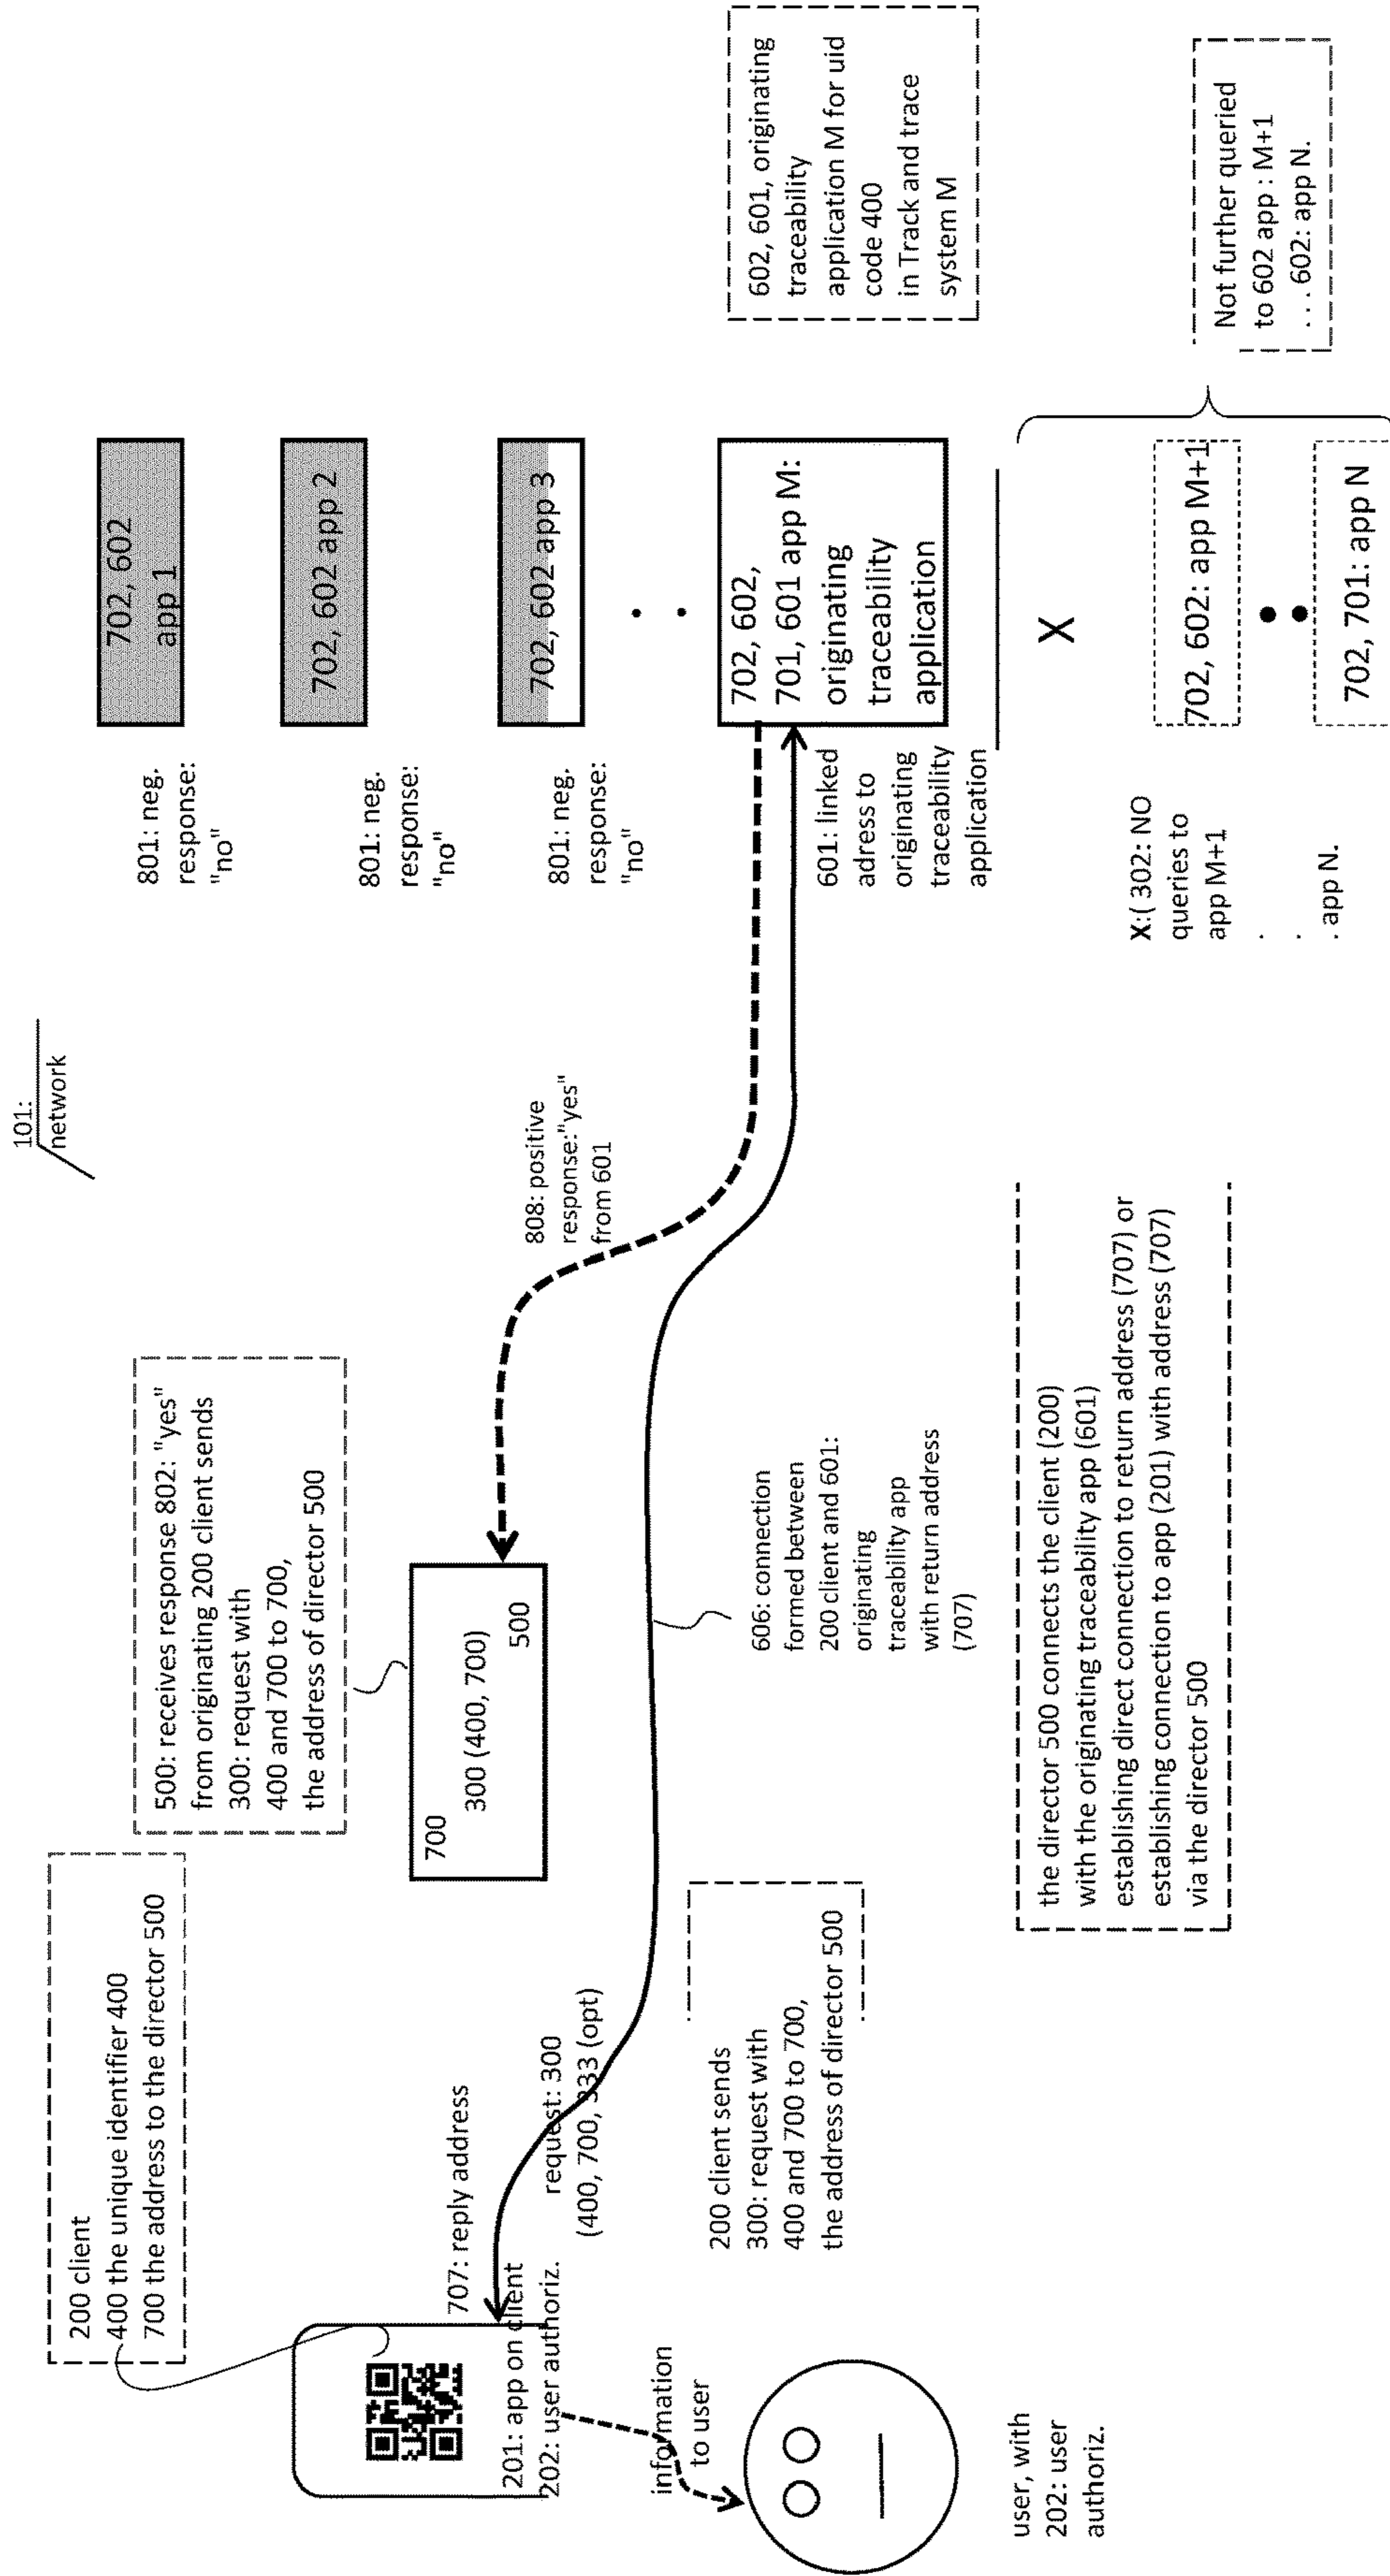 101:
network
200 client
400 the unique identifier 400
700 the address to the director 500
500: receives response 802: "yes"
from originating 200 client sends
300: request with
400 and 700 to 700,
the address of director 500
700
300 (400, 700)
500
707: reply address
201: app on client
202: user authoriz.
request: 300
(400, 700, 333 (opt)
information
to user
user, with
202: user
authoriz.
200 client sends
300: request with
400 and 700 to 700,
the address of director 500
808: positive
response:"yes"
from 601
606: connection
formed between
200 client and 601:
originating
traceability app
with return address
(707)
the director 500 connects the client (200)
with the originating traceability app (601)
establishing direct connection to return address (707) or
establishing connection to app (201) with address (707)
via the director 500
801: neg.
response:
"no"
702, 602
app 1
801: neg.
response:
"no"
702, 602 app 2
801: neg.
response:
"no"
702, 602 app 3
601: linked
adress to
originating
traceability
application
702, 602,
701, 601 app M:
originating
traceability
application
602, 601, originating
traceability
application M for uid
code 400
in Track and trace
system M
X
X:( 302: NO
queries to
app M+1
.
.
. app N.
702, 602: app M+1
702, 701: app N
Not further queried
to 602 app : M+1
. . . 602: app N.